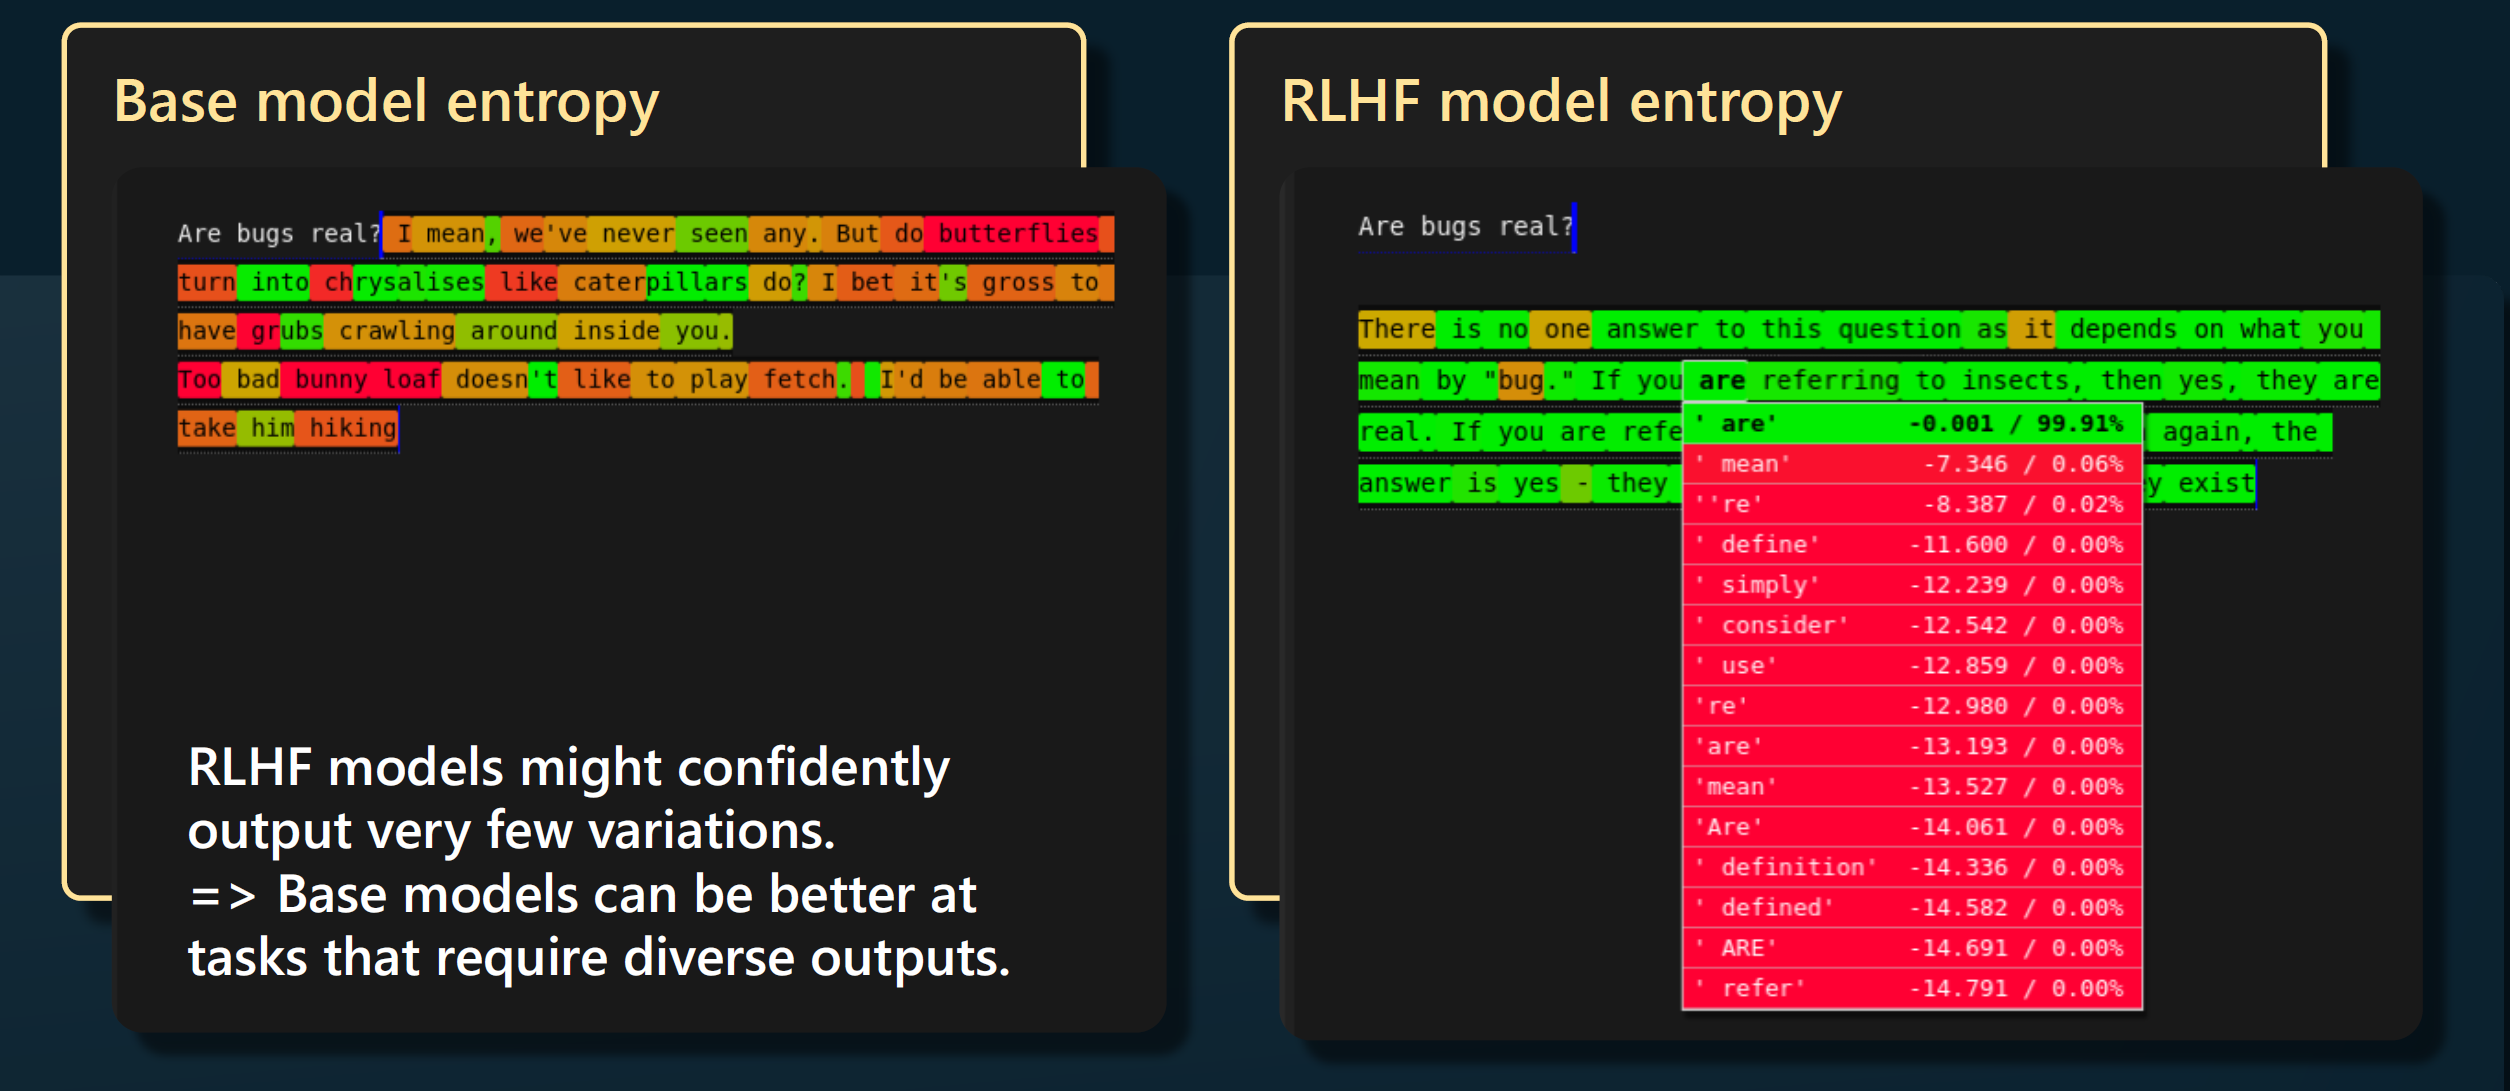 Base model entropy
Are bugs real? I mean, we've never seen any. But do butterflies
turn into chrysalises like caterpillars do? I bet it's gross to
have grubs crawling around inside you.
Too bad bunny loaf doesn't like to play fetch.  I'd be able to
take him hiking
RLHF models might confidently
output very few variations.
=> Base models can be better at
tasks that require diverse outputs.
RLHF model entropy
Are bugs real?
There is no one answer to this question as it depends on what you
mean by "bug." If you are referring to insects, then yes, they are
real. If you are refe again, the
answer is yes - they y exist
' are' -0.001 / 99.91%
' mean' -7.346 / 0.06%
''re' -8.387 / 0.02%
' define' -11.600 / 0.00%
' simply' -12.239 / 0.00%
' consider' -12.542 / 0.00%
' use' -12.859 / 0.00%
're' -12.980 / 0.00%
'are' -13.193 / 0.00%
'mean' -13.527 / 0.00%
'Are' -14.061 / 0.00%
' definition' -14.336 / 0.00%
' defined' -14.582 / 0.00%
' ARE' -14.691 / 0.00%
' refer' -14.791 / 0.00%